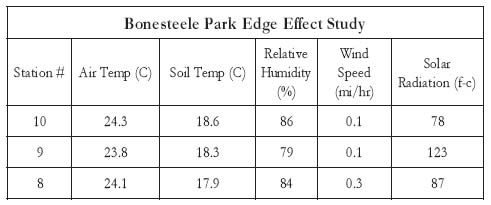 Bonesteele Park Edge Effect Study
Station # Air Temp (C) Soil Temp (C) Relative Humidity (%) Wind Speed (mi/hr) Solar Radiation (f-c)
10 24.3 18.6 86 0.1 78
9 23.8 18.3 79 0.1 123
8 24.1 17.9 84 0.3 87